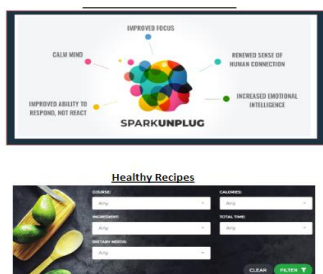 IMPROVED FOCUS
CALM MIND
RENEWED SENSE OF
HUMAN CONNECTION
IMPROVED ABILITY TO
RESPOND, NOT REACT
INCREASED EMOTIONAL
INTELLIGENCE
SPARKUNPLUG
Healthy Recipes
COURSE:
CALORIES:
Any
Any
INGREDIENT:
TOTAL TIME:
Any
Any
DIETARY NEEDS:
Any
CLEAR
FILTER